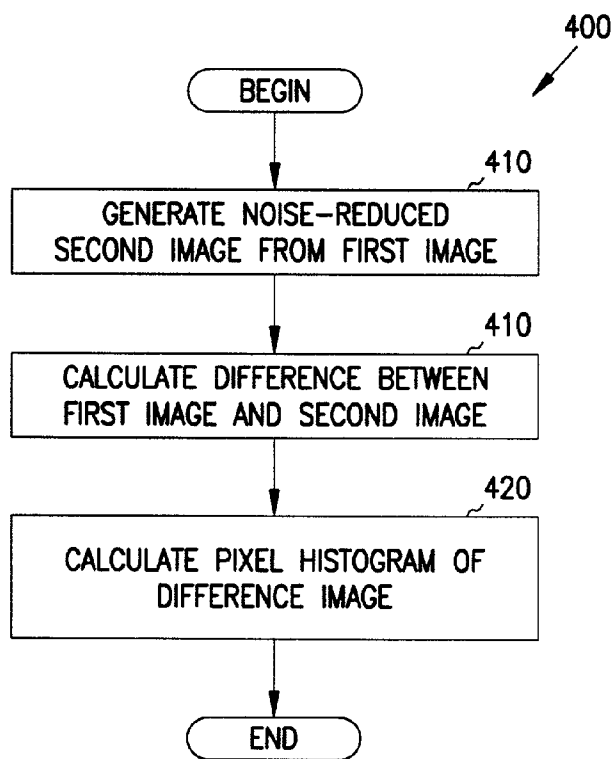 400
BEGIN
410
GENERATE NOISE-REDUCED
SECOND IMAGE FROM FIRST IMAGE
410
CALCULATE DIFFERENCE BETWEEN
FIRST IMAGE AND SECOND IMAGE
420
CALCULATE PIXEL HISTOGRAM OF
DIFFERENCE IMAGE
END